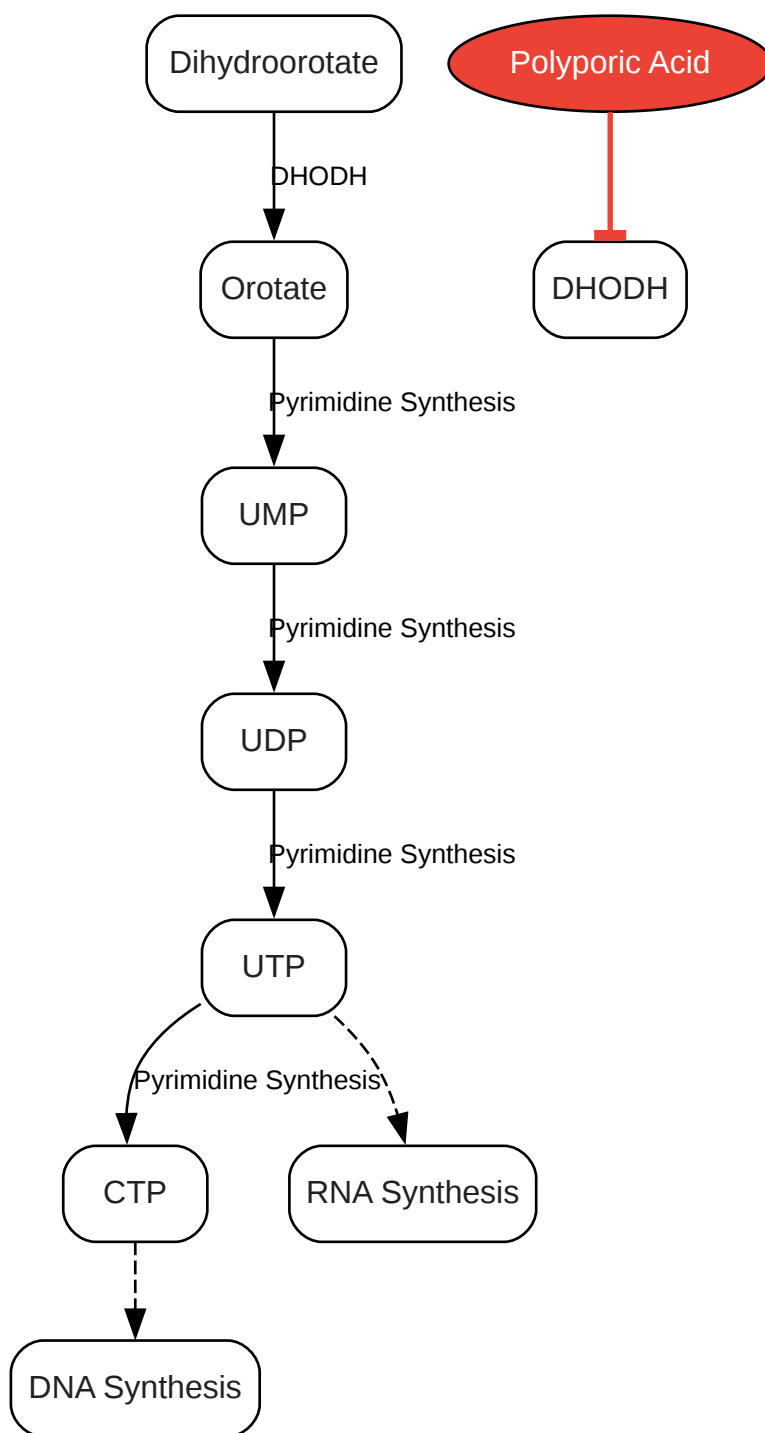 Dihydroorotate
Polyporic Acid
DHODH
Orotate
DHODH
Pyrimidine Synthesis
UMP
Pyrimidine Synthesis
UDP
Pyrimidine Synthesis
UTP
Pyrimidine Synthesis
CTP
RNA Synthesis
DNA Synthesis